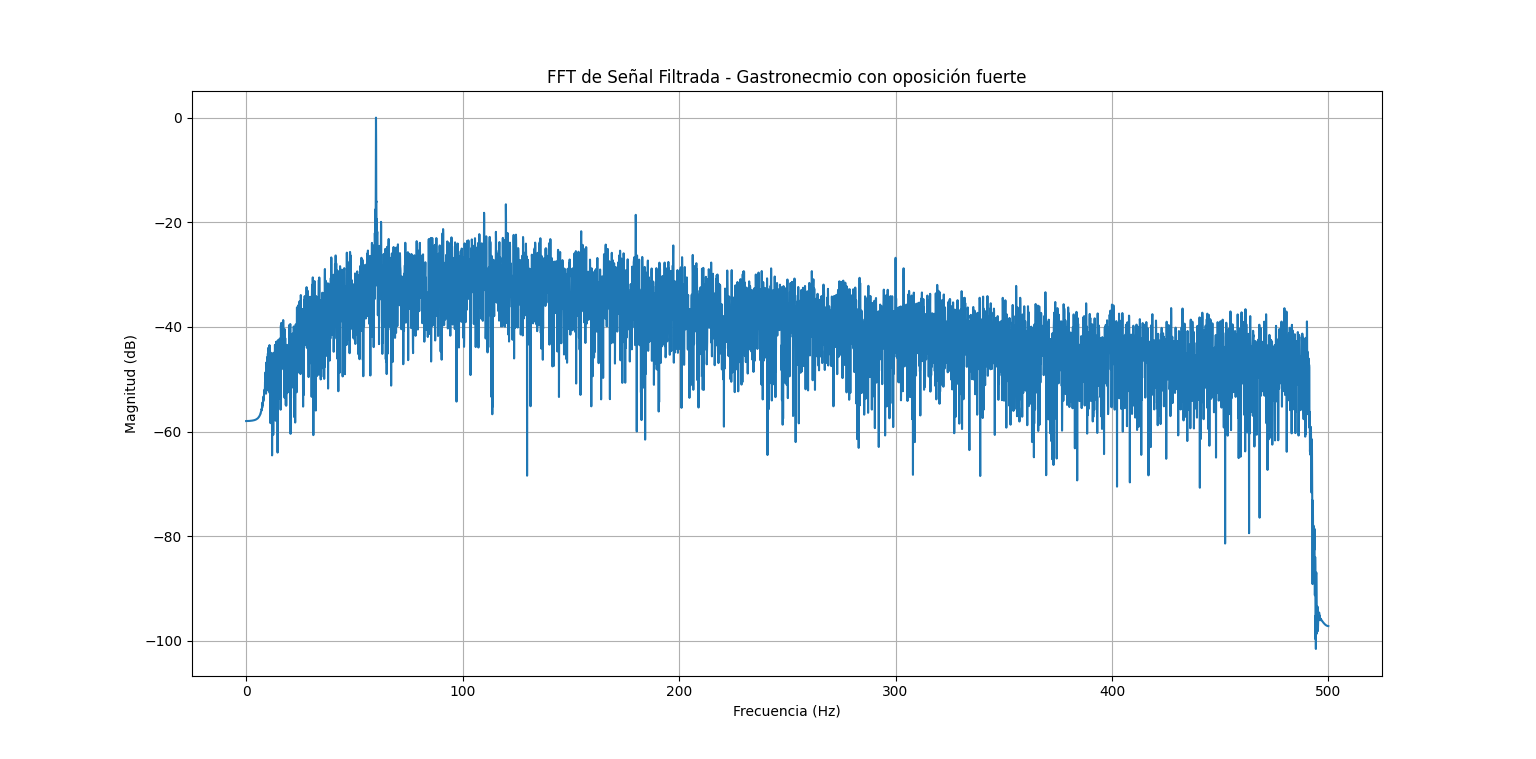 FFT de Señal Filtrada - Gastronecmio con oposición fuerte
0
−20
−40
−60
−80
−100
Magnitud (dB)
0 100 200 300 400 500
Frecuencia (Hz)